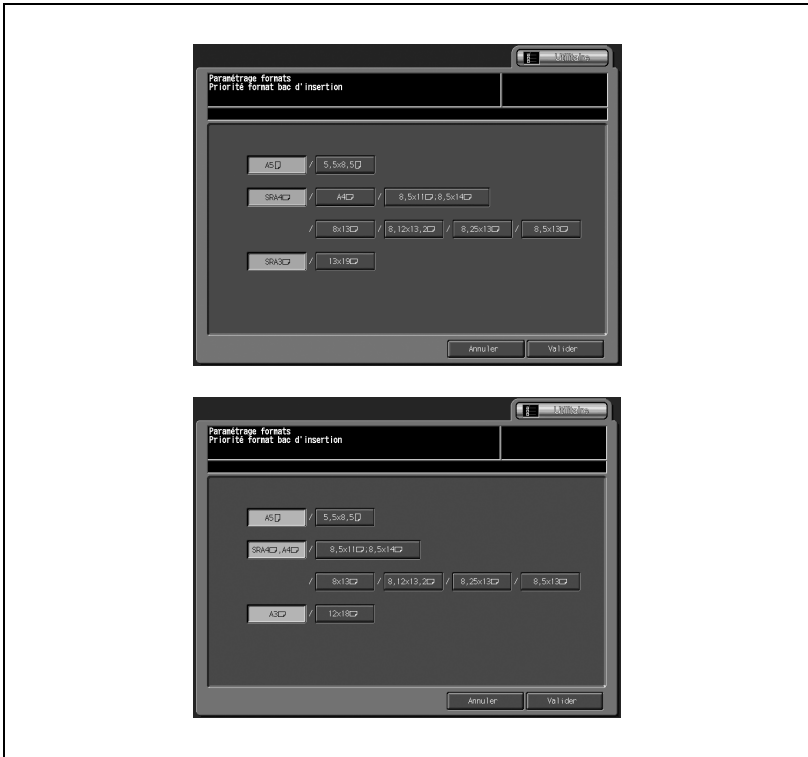 Utilitaire
Paramétrage formats
Priorité format bac d'insertion
A5 / 5,5x8,5
SRA4 / A4 / 8,5x11;8,5x14
/ 8x13 / 8,12x13,2 / 8,25x13 / 8,5x13
SRA3 / 13x19
Annuler Valider
Utilitaire
Paramétrage formats
Priorité format bac d'insertion
A5 / 5,5x8,5
SRA4,A4 / 8,5x11;8,5x14
/ 8x13 / 8,12x13,2 / 8,25x13 / 8,5x13
A3 / 12x18
Annuler Valider